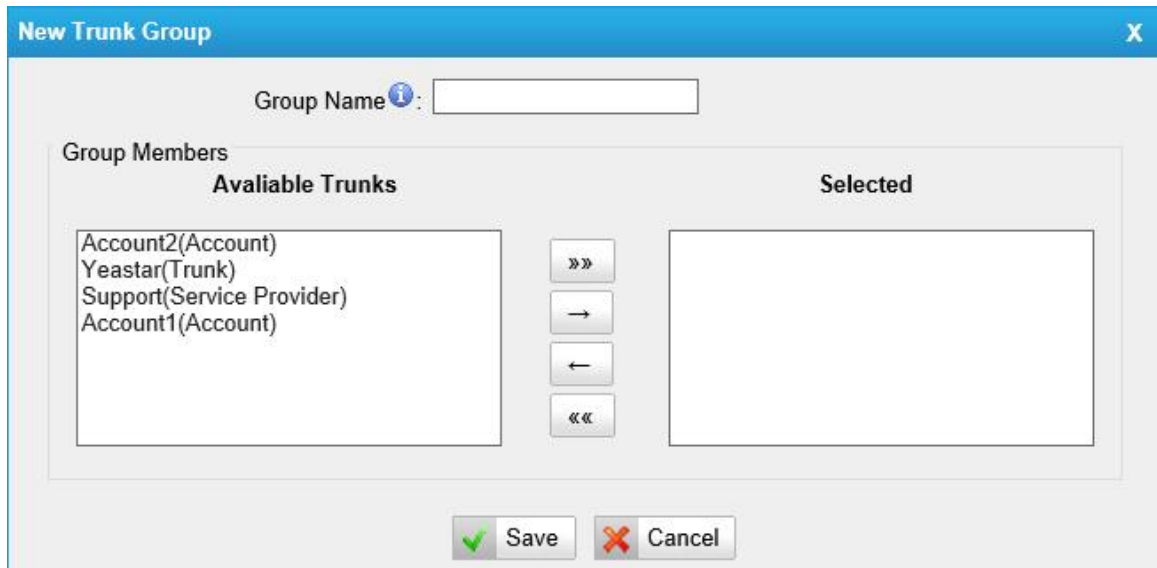 New Trunk Group X
Group Name i :
Group Members
Avaliable Trunks Selected
Account2(Account)
Yeastar(Trunk)
Support(Service Provider)
Account1(Account)
»»
→
←
««
Save Cancel